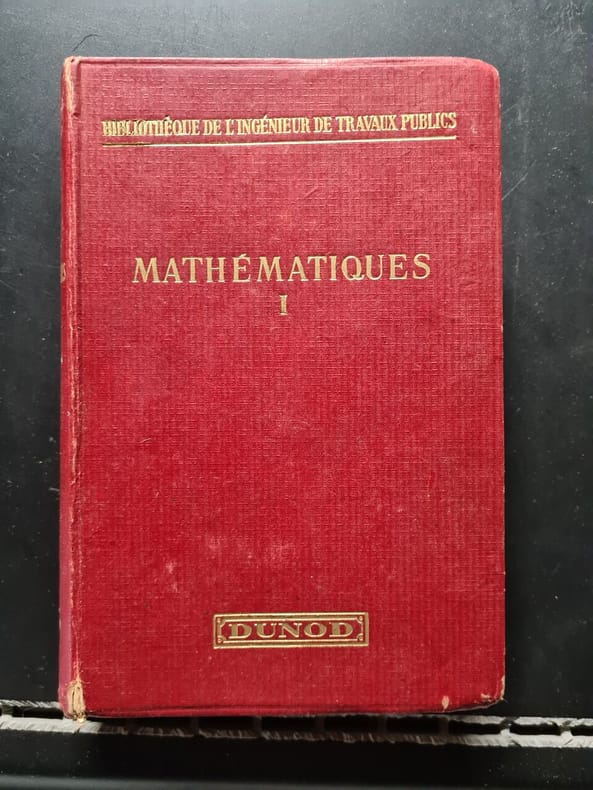 BIBLIOTHÈQUE DE L'INGÉNIEUR DE TRAVAUX PUBLICS
MATHÉMATIQUES
I
DUNOD